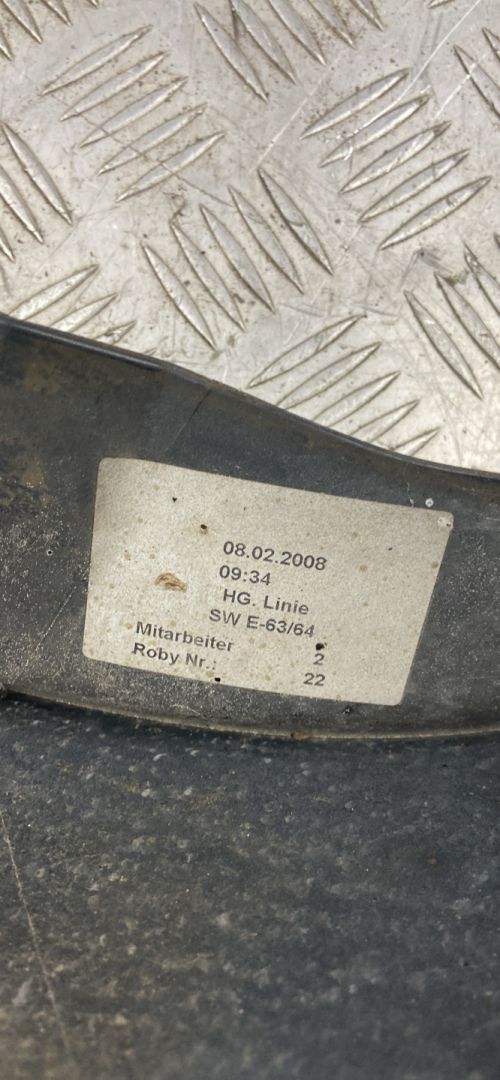 08.02.2008
09:34
HG. Linie
SW E-63/64
Mitarbeiter 2
Roby Nr.: 22